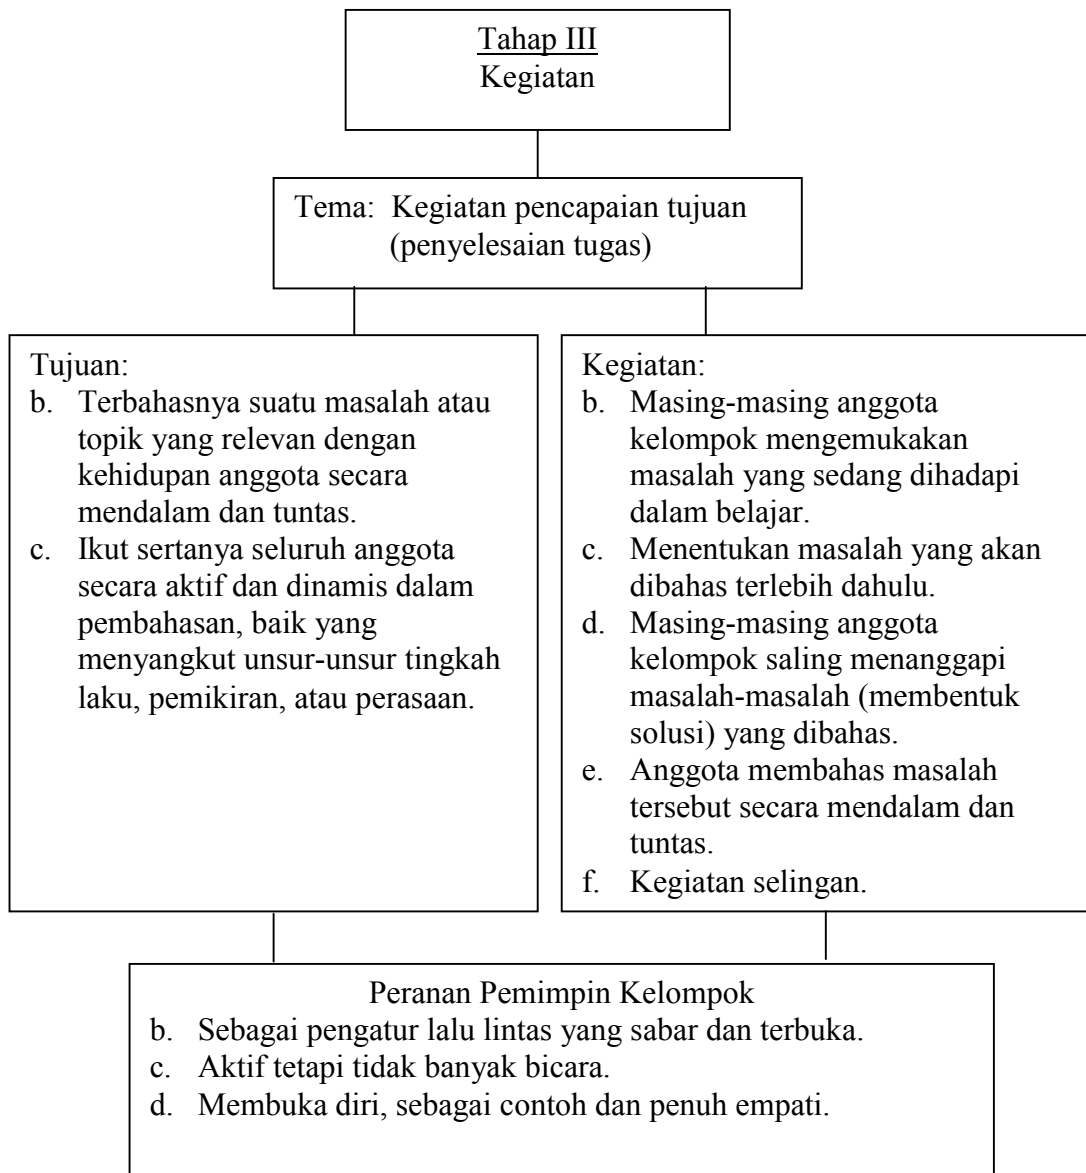 Tahap III
Kegiatan
Tema: Kegiatan pencapaian tujuan
(penyelesaian tugas)
Tujuan:
b. Terbahasnya suatu masalah atau
topik yang relevan dengan
kehidupan anggota secara
mendalam dan tuntas.
c. Ikut sertanya seluruh anggota
secara aktif dan dinamis dalam
pembahasan, baik yang
menyangkut unsur-unsur tingkah
laku, pemikiran, atau perasaan.
Kegiatan:
b. Masing-masing anggota
kelompok mengemukakan
masalah yang sedang dihadapi
dalam belajar.
c. Menentukan masalah yang akan
dibahas terlebih dahulu.
d. Masing-masing anggota
kelompok saling menanggapi
masalah-masalah (membentuk
solusi) yang dibahas.
e. Anggota membahas masalah
tersebut secara mendalam dan
tuntas.
f. Kegiatan selingan.
Peranan Pemimpin Kelompok
b. Sebagai pengatur lalu lintas yang sabar dan terbuka.
c. Aktif tetapi tidak banyak bicara.
d. Membuka diri, sebagai contoh dan penuh empati.